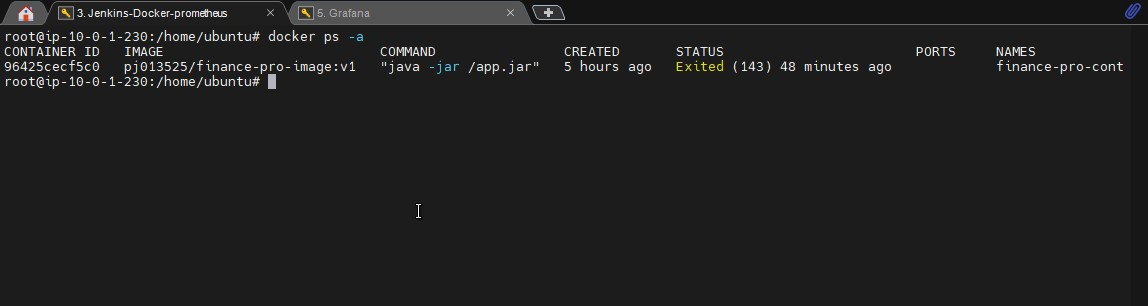 3. Jenkins-Docker-prometheus
5. Grafana
root@ip-10-0-1-230:/home/ubuntu# docker ps -a
CONTAINER ID   IMAGE                           COMMAND               CREATED       STATUS                        PORTS     NAMES
96425cecf5c0   pj013525/finance-pro-image:v1   "java -jar /app.jar"   5 hours ago   Exited (143) 48 minutes ago             finance-pro-cont
root@ip-10-0-1-230:/home/ubuntu#